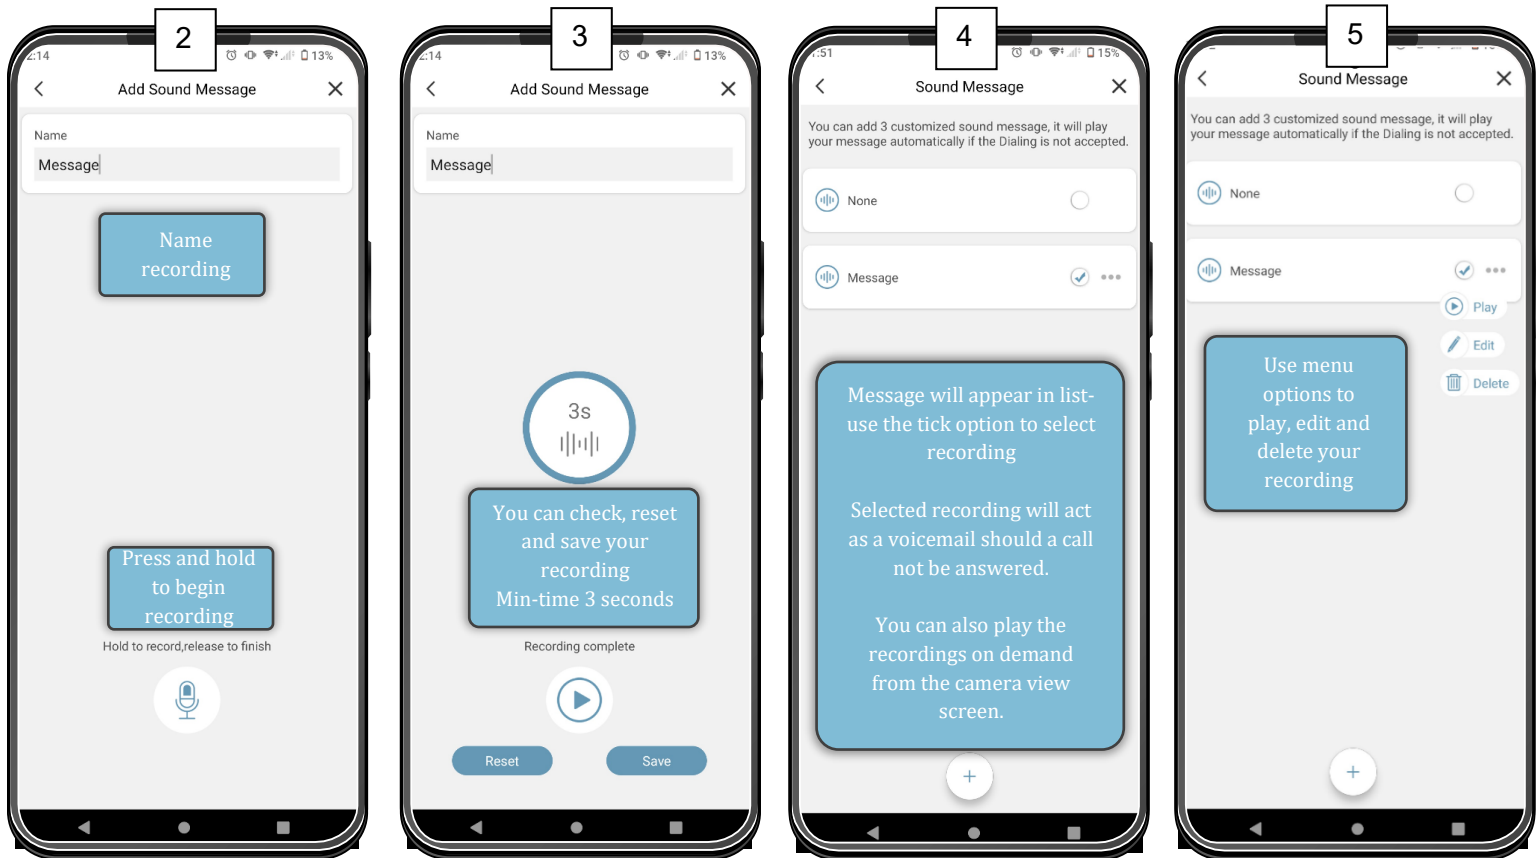 2
2:14
13%
Add Sound Message
Name
Message
Name
recording
Press and hold
to begin
recording
Hold to record,release to finish
3
2:14
13%
Add Sound Message
Name
Message
3s
You can check, reset
and save your
recording
Min-time 3 seconds
Recording complete
Reset
Save
4
:51
15%
Sound Message
You can add 3 customized sound message, it will play
your message automatically if the Dialing is not accepted.
None
Message
Message will appear in list-
use the tick option to select
recording
Selected recording will act
as a voicemail should a call
not be answered.
You can also play the
recordings on demand
from the camera view
screen.
5
Sound Message
You can add 3 customized sound message, it will play
your message automatically if the Dialing is not accepted.
None
Message
Play
Edit
Delete
Use menu
options to
play, edit and
delete your
recording